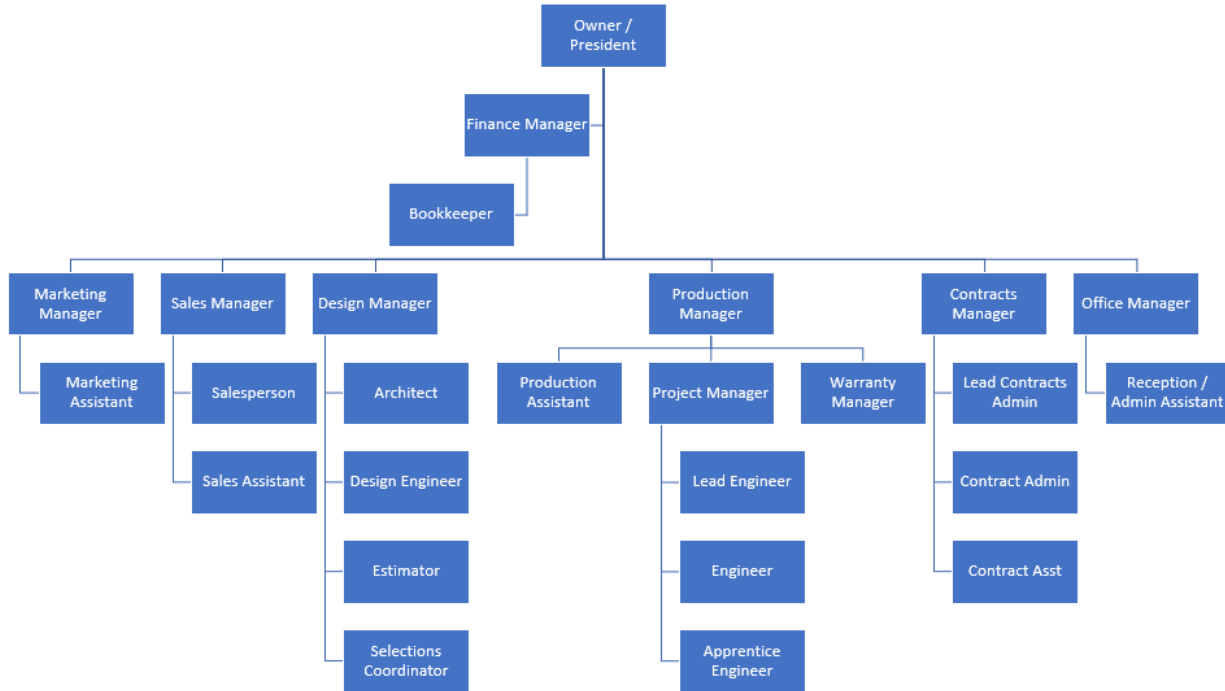 Owner /
President
Finance Manager
Bookkeeper
Marketing
Manager
Sales Manager
Design Manager
Production
Manager
Contracts
Manager
Office Manager
Marketing
Assistant
Salesperson
Architect
Production
Assistant
Project Manager
Warranty
Manager
Lead Contracts
Admin
Reception /
Admin Assistant
Sales Assistant
Design Engineer
Lead Engineer
Contract Admin
Estimator
Engineer
Contract Asst
Selections
Coordinator
Apprentice
Engineer